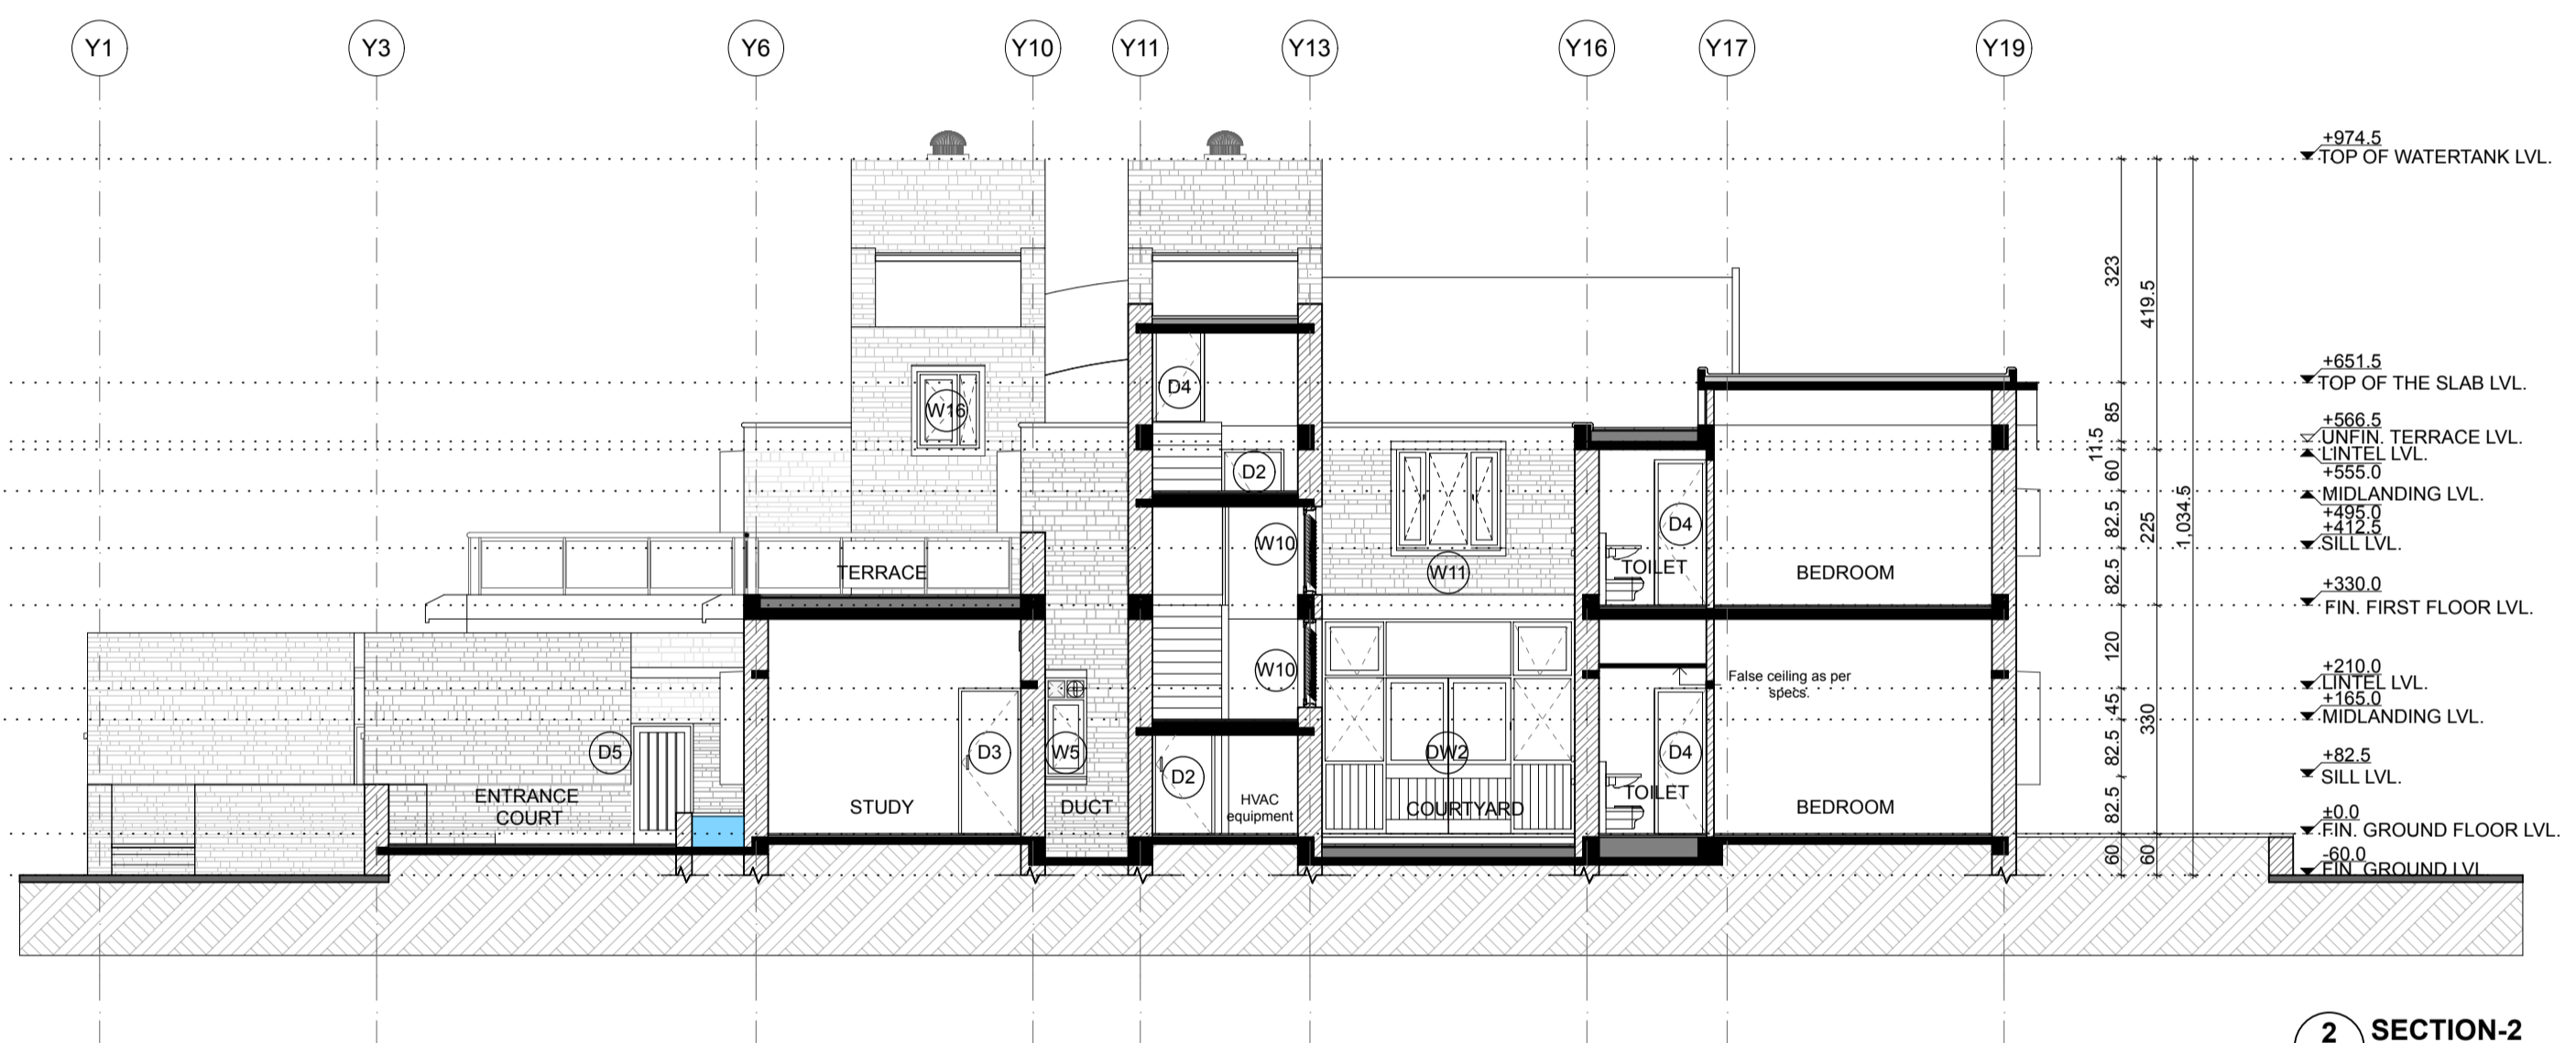 Y1
Y3
Y6
Y10
Y11
Y13
Y16
Y17
Y19
+974.5
TOP OF WATERTANK LVL.
323
419.5
1,034.5
+651.5
TOP OF THE SLAB LVL.
85
+566.5
UNFIN. TERRACE LVL.
11.5
LINTEL LVL.
+555.0
60
MIDLANDING LVL.
+495.0
82.5
225
+412.5
SILL LVL.
82.5
+330.0
FIN. FIRST FLOOR LVL.
120
+210.0
LINTEL LVL.
45
+165.0
MIDLANDING LVL.
330
82.5
+82.5
SILL LVL.
82.5
±0.0
FIN. GROUND FLOOR LVL.
60
60
-60.0
FIN. GROUND LVL.
D4
W16
D2
W10
W11
D4
TOILET
BEDROOM
TERRACE
W10
False ceiling as per
specs.
D5
D3
W5
D2
DW2
D4
ENTRANCE
COURT
STUDY
DUCT
HVAC
equipment
COURTYARD
TOILET
BEDROOM
2
SECTION-2